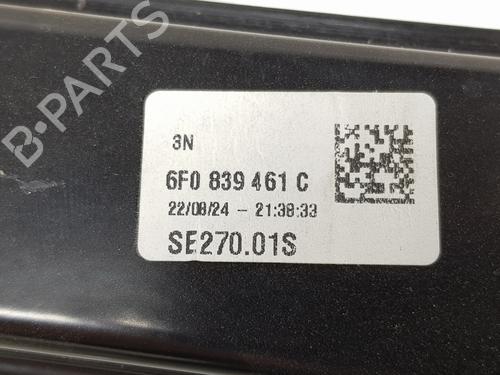 B-PARTS
3N
6F0 839 461 C
22/08/24 - 21:38:33
SE270.01S